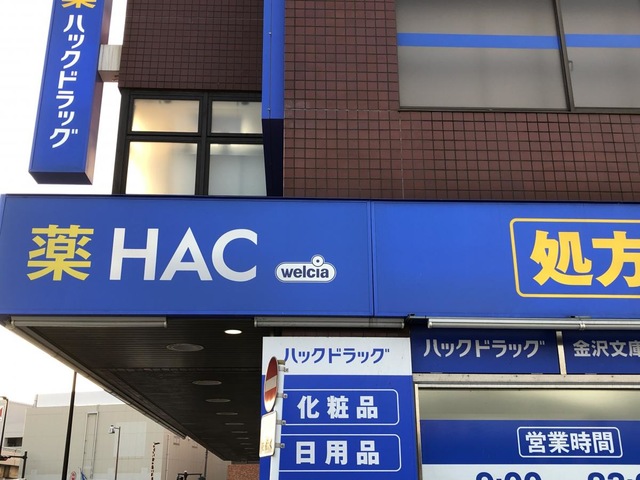 薬ハックドラッグ
薬 HAC welcia
処方
ハックドラッグ
ハックドラッグ
金沢文庫
化粧品
日用品
営業時間